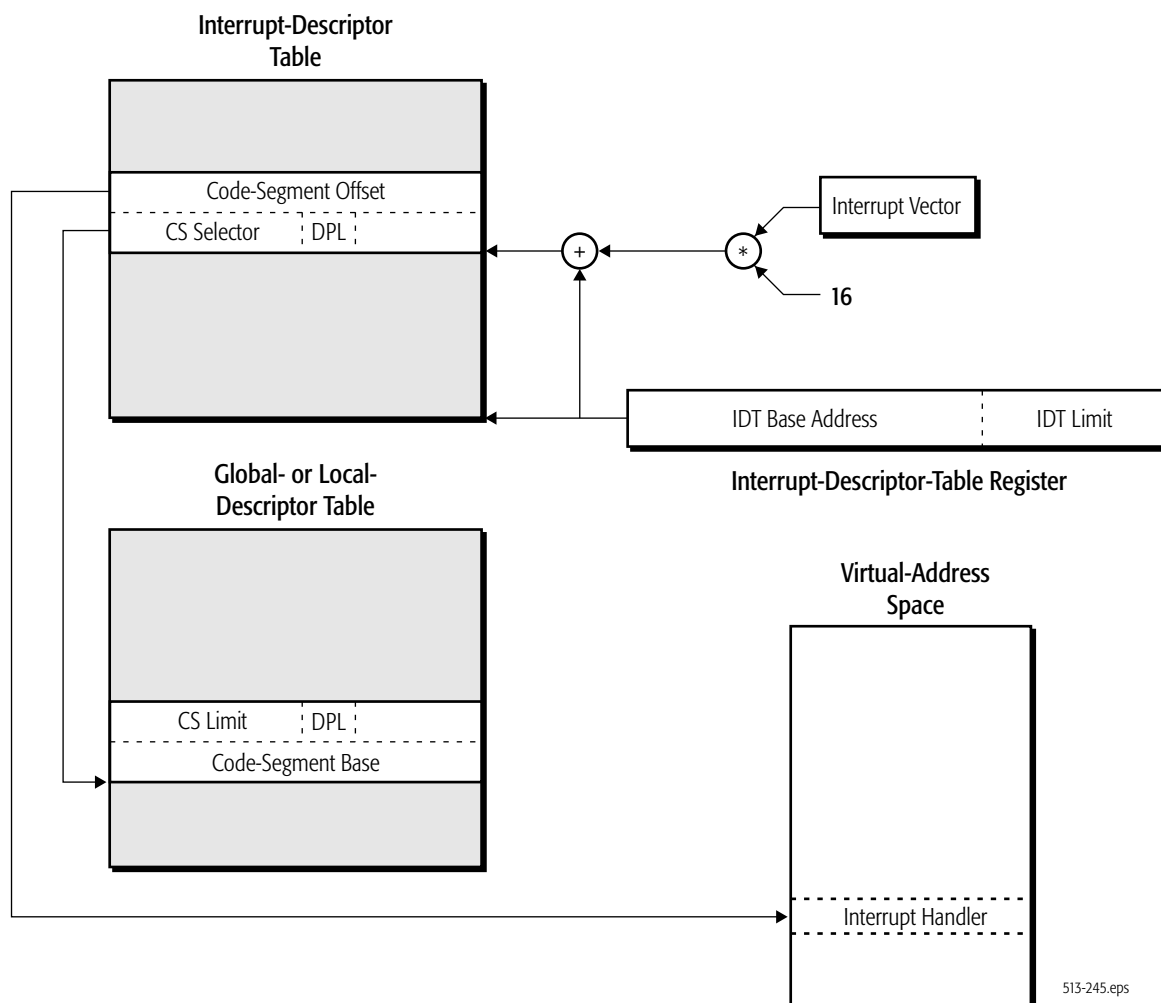 Interrupt-Descriptor
Table
Code-Segment Offset
CS Selector DPL
Interrupt Vector
+
*
16
IDT Base Address IDT Limit
Interrupt-Descriptor-Table Register
Global- or Local-
Descriptor Table
CS Limit DPL
Code-Segment Base
Virtual-Address
Space
Interrupt Handler
513-245.eps